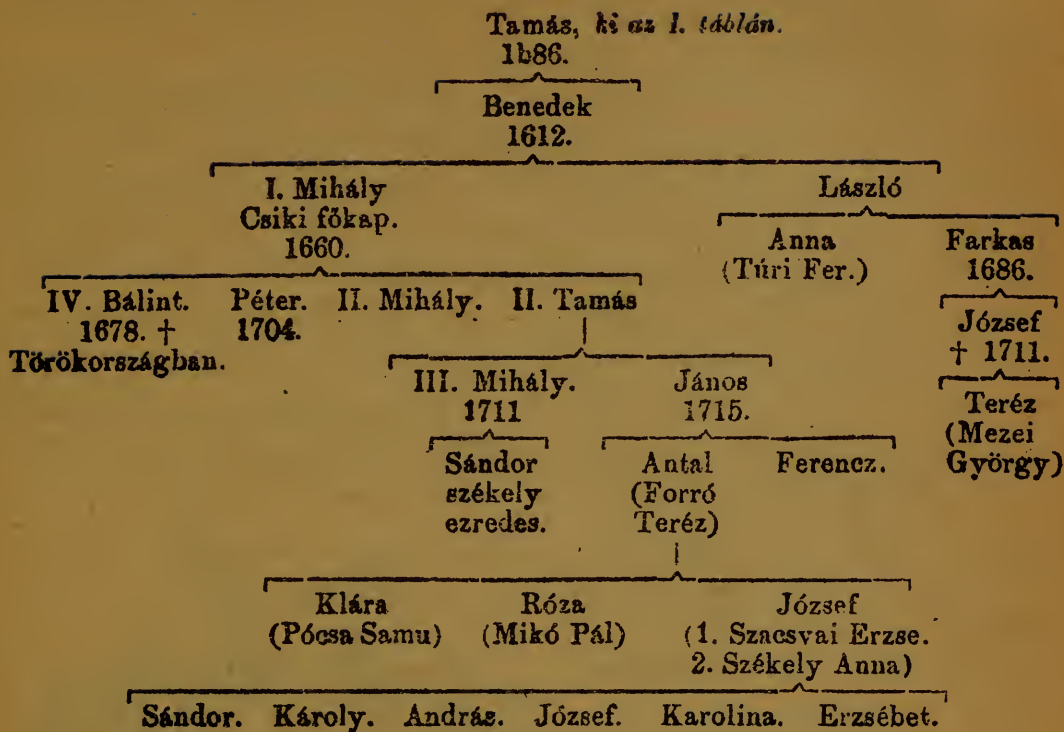 Tamás, ki az I. táblán.
1b86.
Benedek
1612.
I. Mihály László
Csiki főkap.
1660.
Anna Farkas
(Túri Fer.) 1686.
IV. Bálint. Péter. II. Mihály. II. Tamás
1678. † 1704.
Törökországban.
József
† 1711.
III. Mihály. János
1711 1715.
Teréz
(Mezei
György)
Sándor Antal Ferencz.
székely (Forró
ezredes. Teréz)
Klára Róza József
(Pócsa Samu) (Mikó Pál) (1. Szacsvai Erzse.
2. Székely Anna)
Sándor. Károly. András. József. Karolina. Erzsébet.